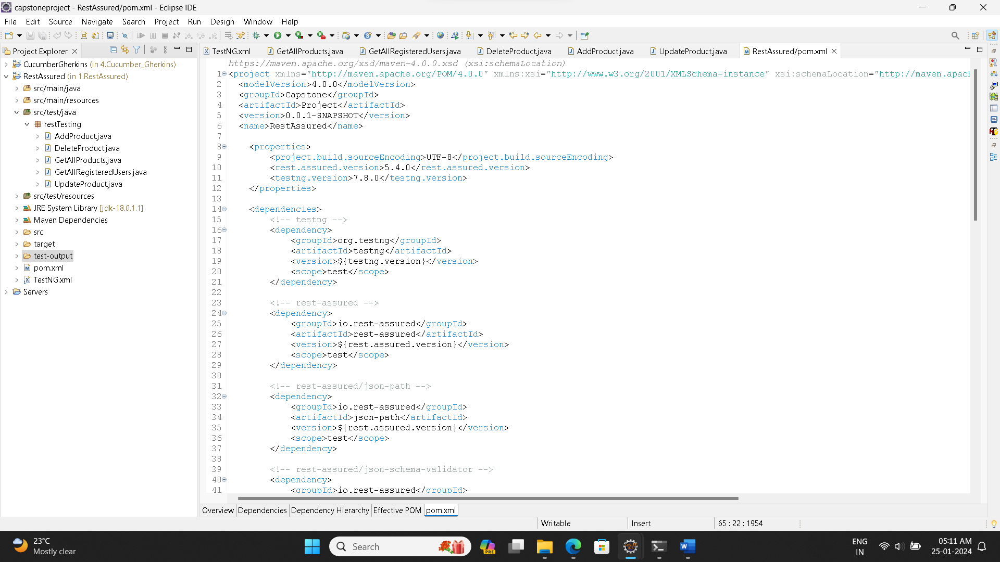 capstoneproject - RestAssured/pom.xml - Eclipse IDE
File Edit Source Navigate Search Project Run Design Window Help
Project Explorer
TestNG.xml GetAllProducts.java GetAllRegisteredUsers.java DeleteProduct.java AddProduct.java UpdateProduct.java RestAssured/pom.xml
CucumberGherkins (in 4.Cucumber_Gherkins)
RestAssured (in 1.RestAssured)
src/main/java
src/main/resources
src/test/java
restTesting
AddProduct.java
DeleteProduct.java
GetAllProducts.java
GetAllRegisteredUsers.java
UpdateProduct.java
src/test/resources
JRE System Library [jdk-18.0.1.1]
Maven Dependencies
src
target
test-output
pom.xml
TestNG.xml
Servers
https://maven.apache.org/xsd/maven-4.0.0.xsd (xsi:schemaLocation)
1 <project xmlns="http://maven.apache.org/POM/4.0.0" xmlns:xsi="http://www.w3.org/2001/XMLSchema-instance" xsi:schemaLocation="http://maven.apach
2 <modelVersion>4.0.0</modelVersion>
3 <groupId>Capstone</groupId>
4 <artifactId>Project</artifactId>
5 <version>0.0.1-SNAPSHOT</version>
6 <name>RestAssured</name>
7
8 <properties>
9 <project.build.sourceEncoding>UTF-8</project.build.sourceEncoding>
10 <rest.assured.version>5.4.0</rest.assured.version>
11 <testng.version>7.8.0</testng.version>
12 </properties>
13
14 <dependencies>
15 <!-- testng -->
16 <dependency>
17 <groupId>org.testng</groupId>
18 <artifactId>testng</artifactId>
19 <version>${testng.version}</version>
20 <scope>test</scope>
21 </dependency>
22
23 <!-- rest-assured -->
24 <dependency>
25 <groupId>io.rest-assured</groupId>
26 <artifactId>rest-assured</artifactId>
27 <version>${rest.assured.version}</version>
28 <scope>test</scope>
29 </dependency>
30
31 <!-- rest-assured/json-path -->
32 <dependency>
33 <groupId>io.rest-assured</groupId>
34 <artifactId>json-path</artifactId>
35 <version>${rest.assured.version}</version>
36 <scope>test</scope>
37 </dependency>
38
39 <!-- rest-assured/json-schema-validator -->
40 <dependency>
41 <groupId>io.rest-assured</groupId>
Overview Dependencies Dependency Hierarchy Effective POM pom.xml
Writable Insert 65 : 22 : 1954
23°C
Mostly clear
Search
PRE
ENG
IN
05:11 AM
25-01-2024